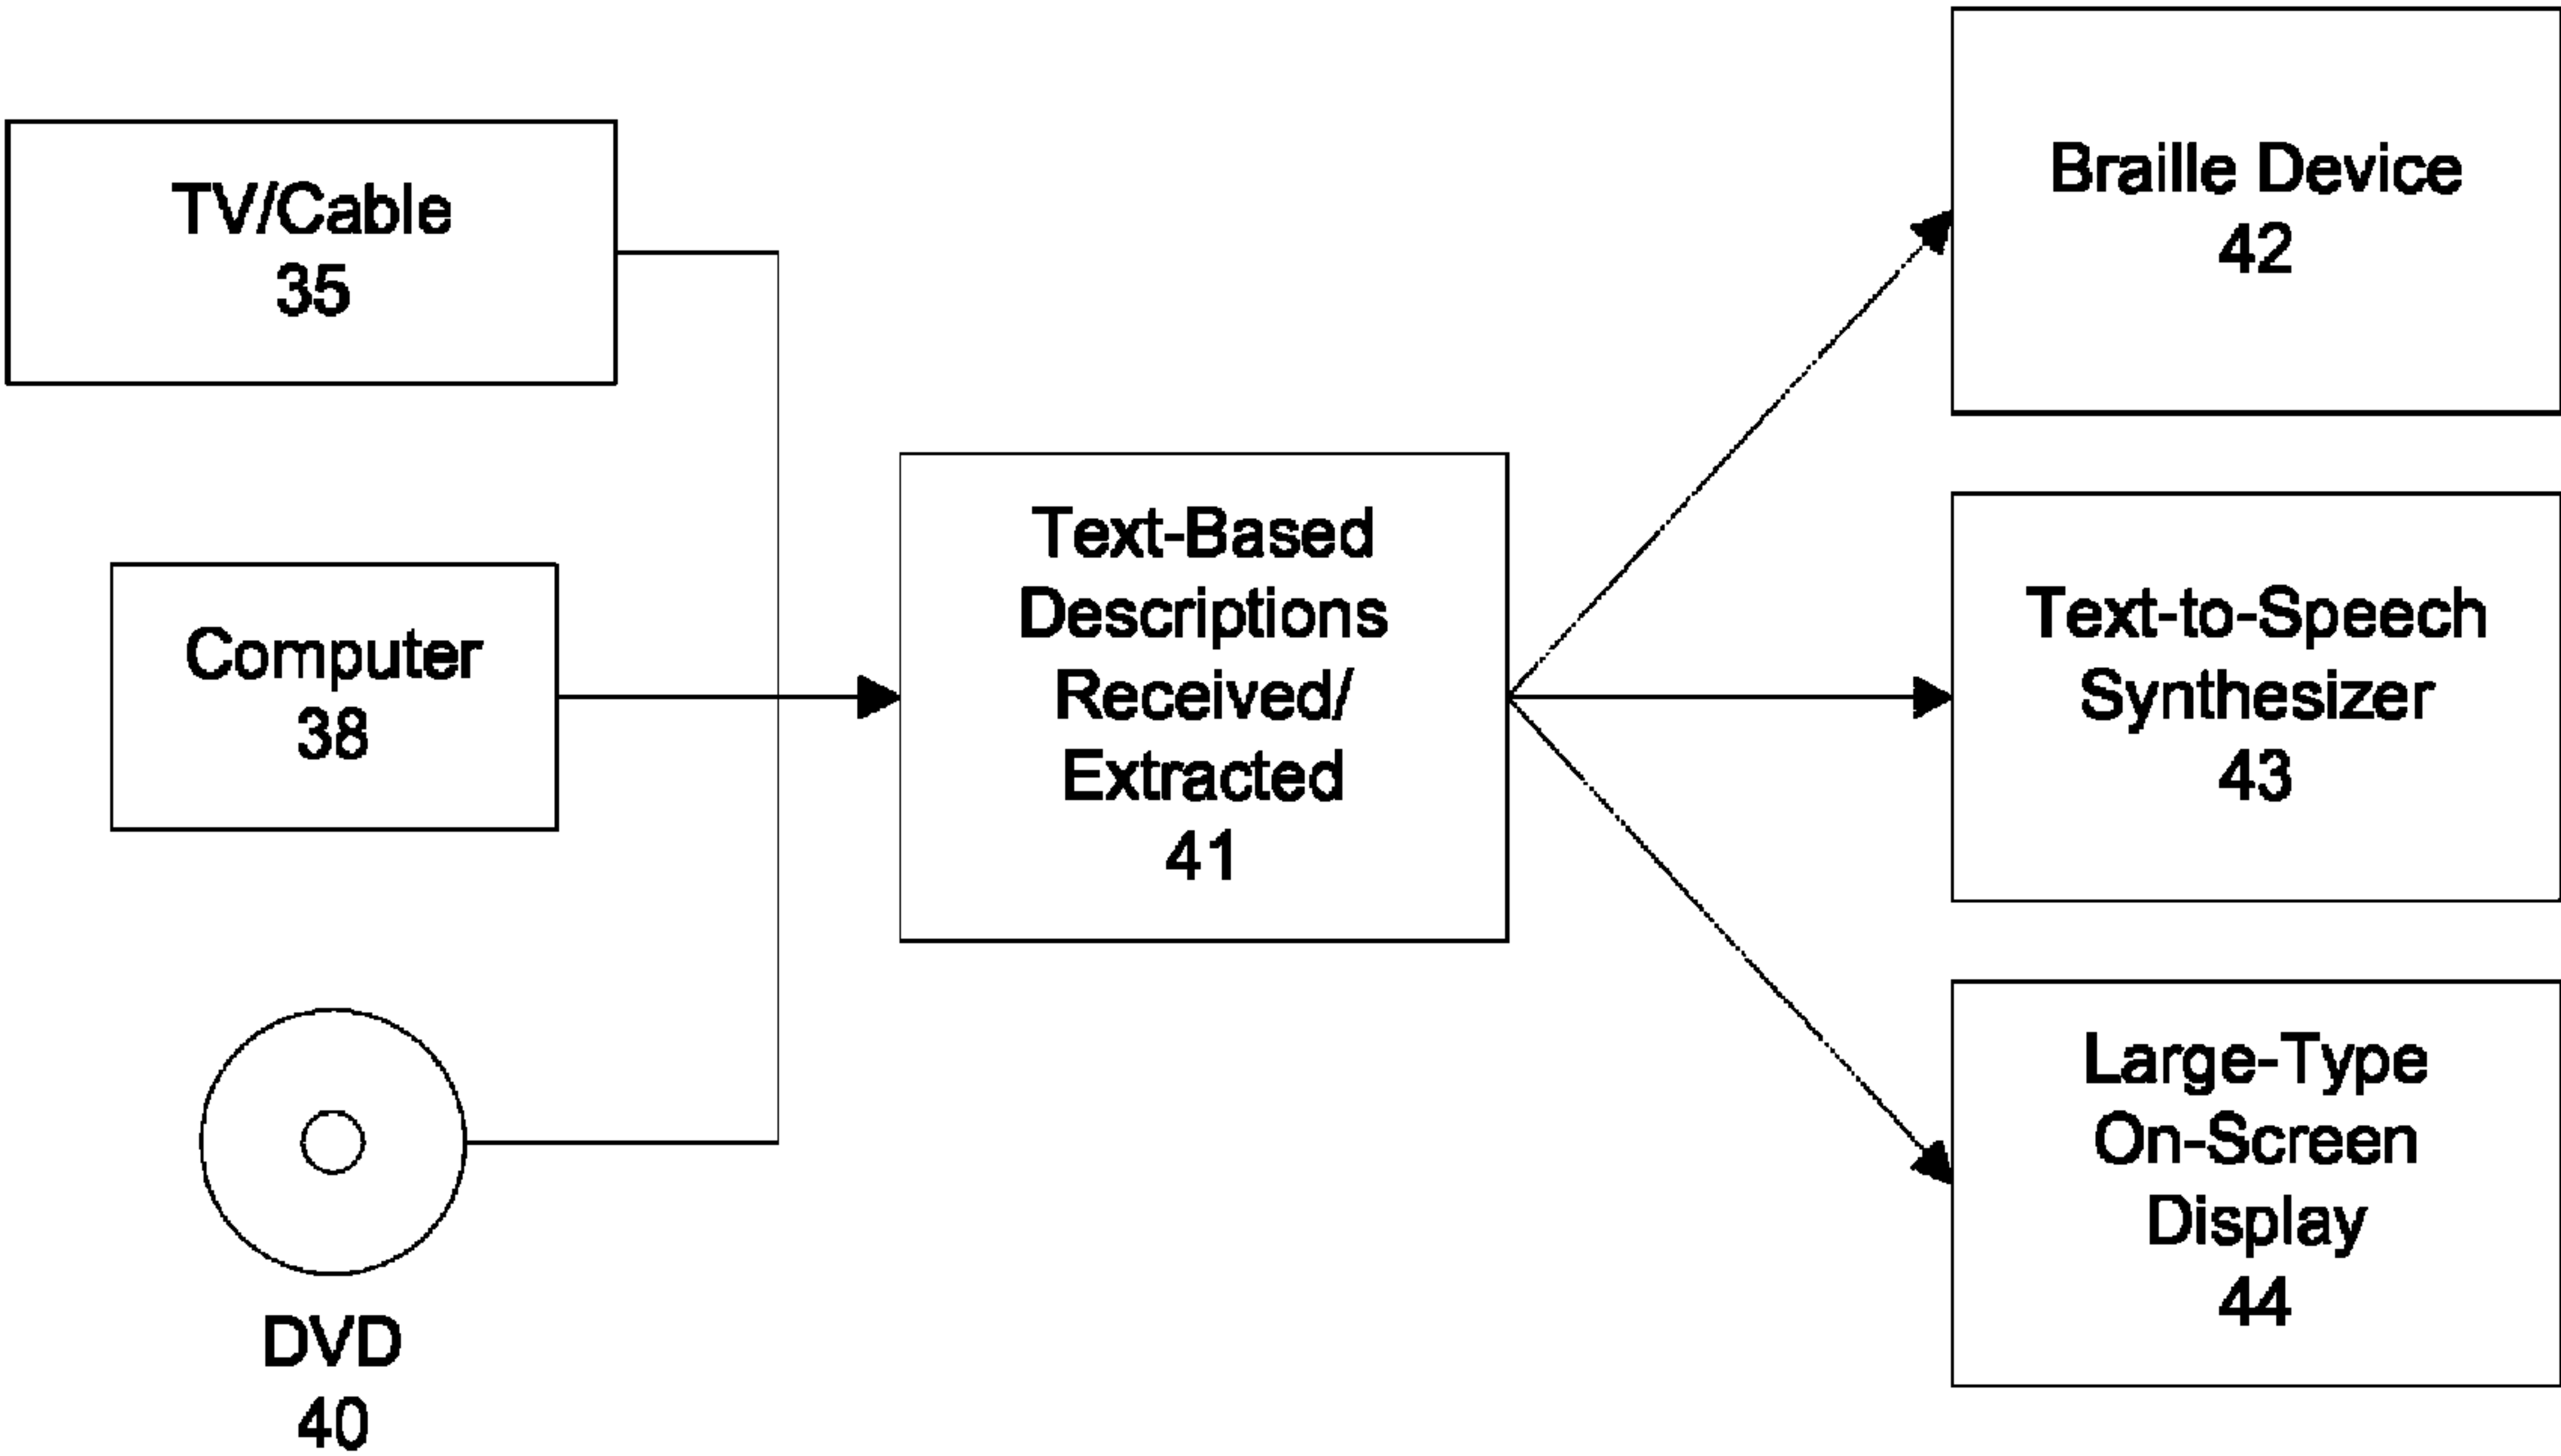 TV/Cable
35
Computer
38
DVD
40
Text-Based
Descriptions
Received/
Extracted
41
Braille Device
42
Text-to-Speech
Synthesizer
43
Large-Type
On-Screen
Display
44